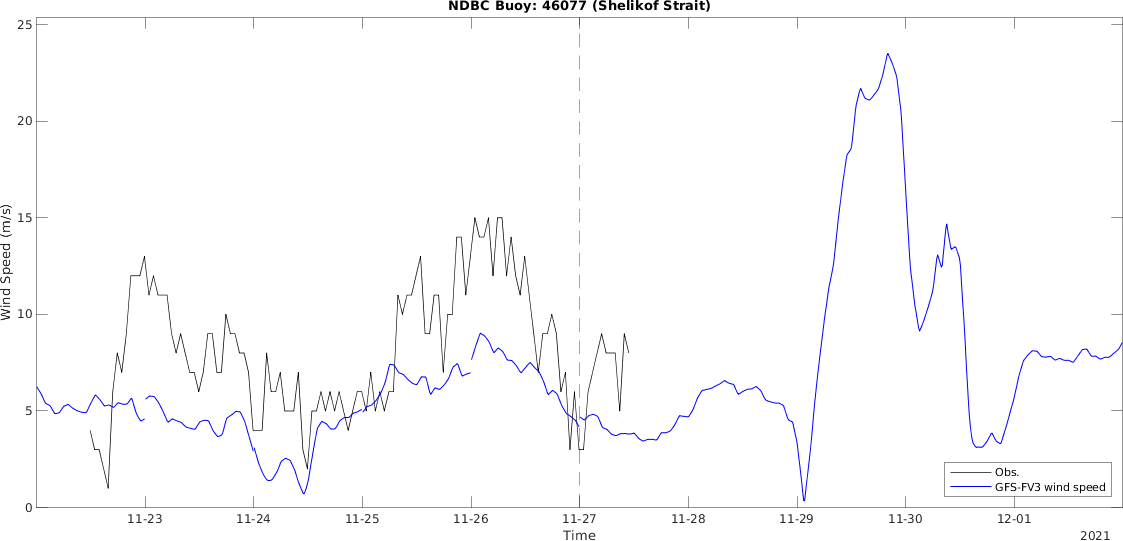 NDBC Buoy: 46077 (Shelikof Strait)
25
20
15
10
5
0
Wind Speed (m/s)
11-23 11-24 11-25 11-26 11-27 11-28 11-29 11-30 12-01
Time
2021
Obs.
GFS-FV3 wind speed